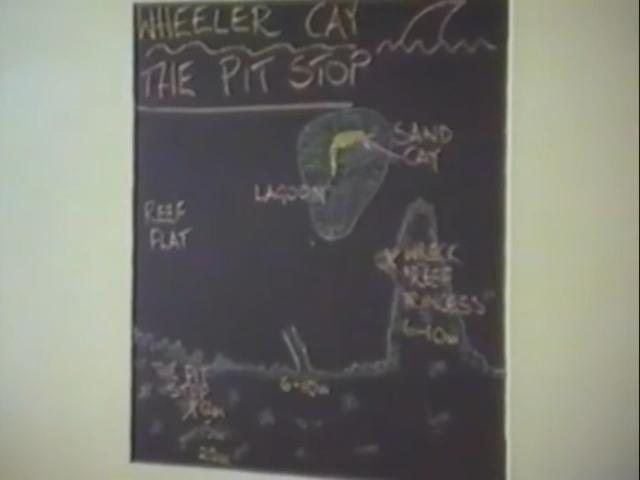 WHEELER CAY
THE PIT STOP
SAND
CAY
LAGOON
REEF
FLAT
WRECK
"REEF
PRINCESS"
6-10m
6-10m
THE PIT
STOP
20m